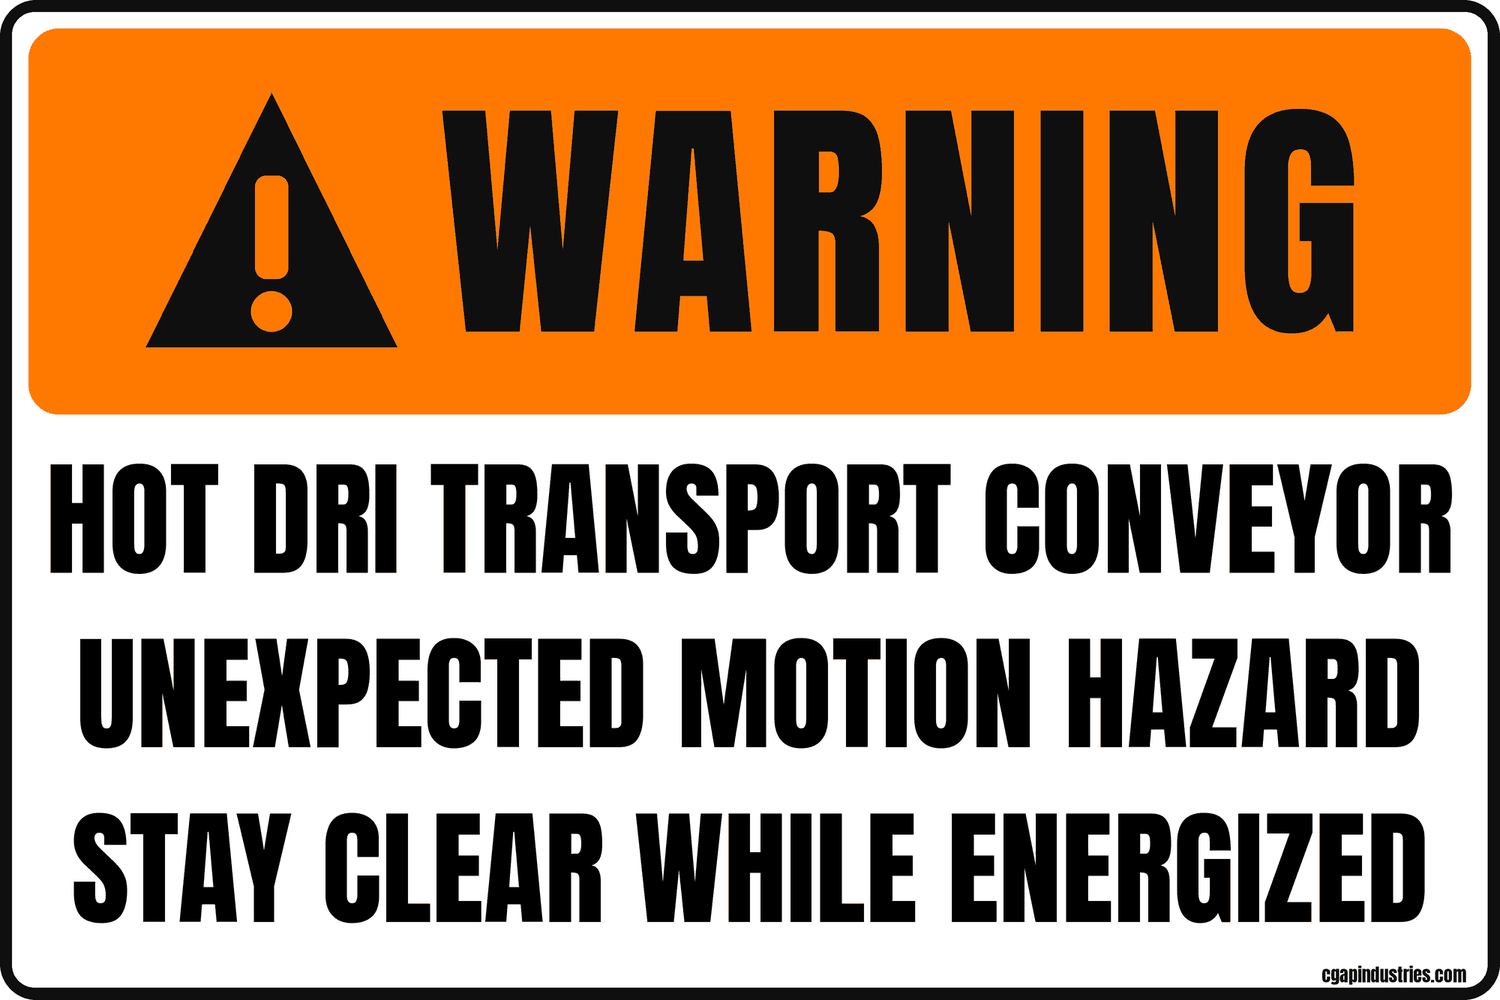 WARNING
HOT DRI TRANSPORT CONVEYOR
UNEXPECTED MOTION HAZARD
STAY CLEAR WHILE ENERGIZED
cgapindustries.com